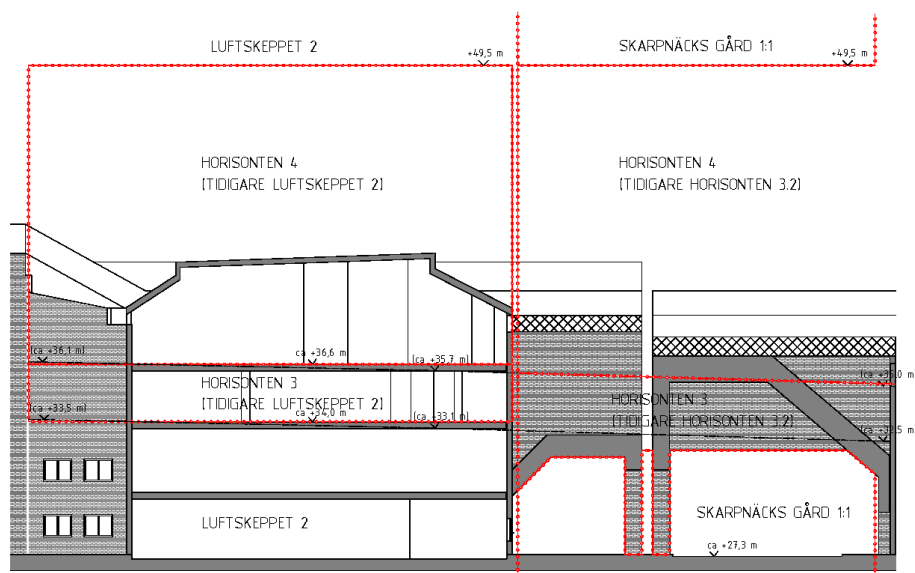 LUFTSKEPPET 2
SKARPNÄCKS GÅRD 1:1
+49,5 m
+49,5 m
HORISONTEN 4
(TIDIGARE LUFTSKEPPET 2)
HORISONTEN 4
(TIDIGARE HORISONTEN 3.2)
(ca +36,1 m)
ca +36,6 m
(ca +35,7 m)
HORISONTEN 3
(TIDIGARE LUFTSKEPPET 2)
HORISONTEN 3
(TIDIGARE HORISONTEN 3.2)
(ca +33,5 m)
ca +34,0 m
(ca +33,1 m)
LUFTSKEPPET 2
SKARPNÄCKS GÅRD 1:1
ca +27,3 m